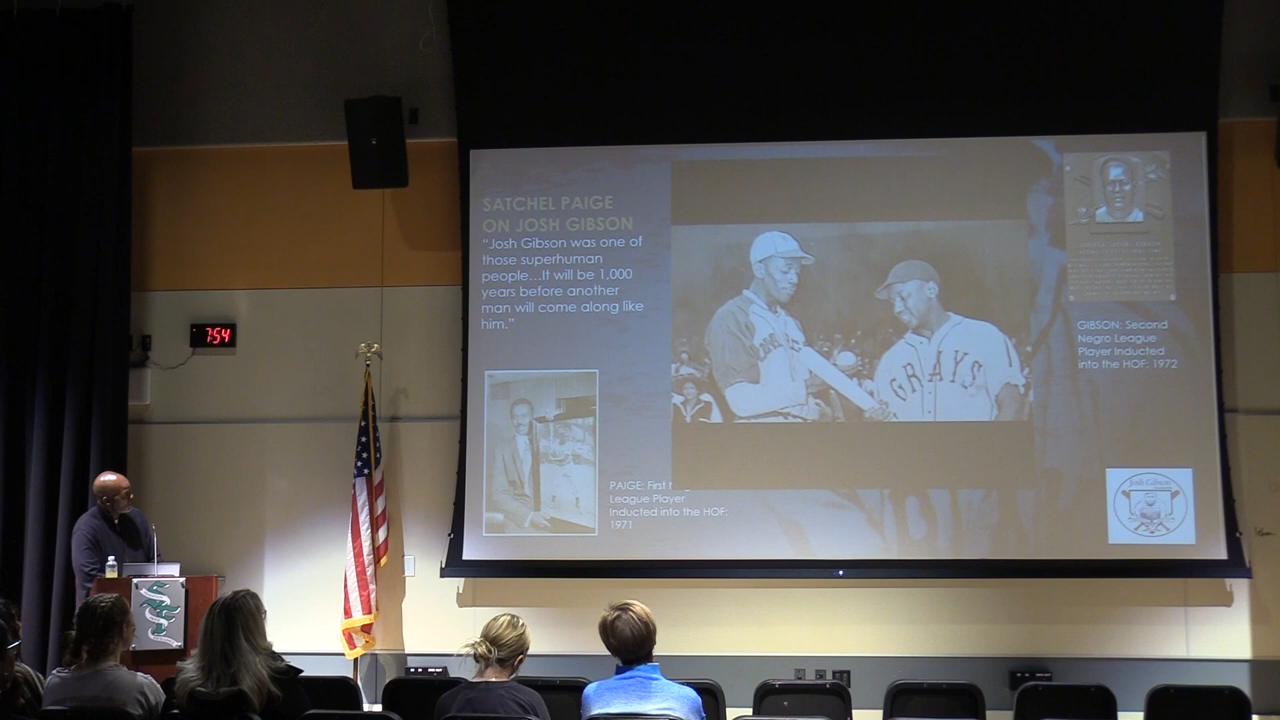 SATCHEL PAIGE
ON JOSH GIBSON
“Josh Gibson was one of
those superhuman
people…It will be 1,000
years before another
man will come along like
him.”
GRAYS
GIBSON: Second
Negro League
Player Inducted
into the HOF: 1972
PAIGE: First
League Player
Inducted into the HOF:
1971
Josh Gibson
7:54